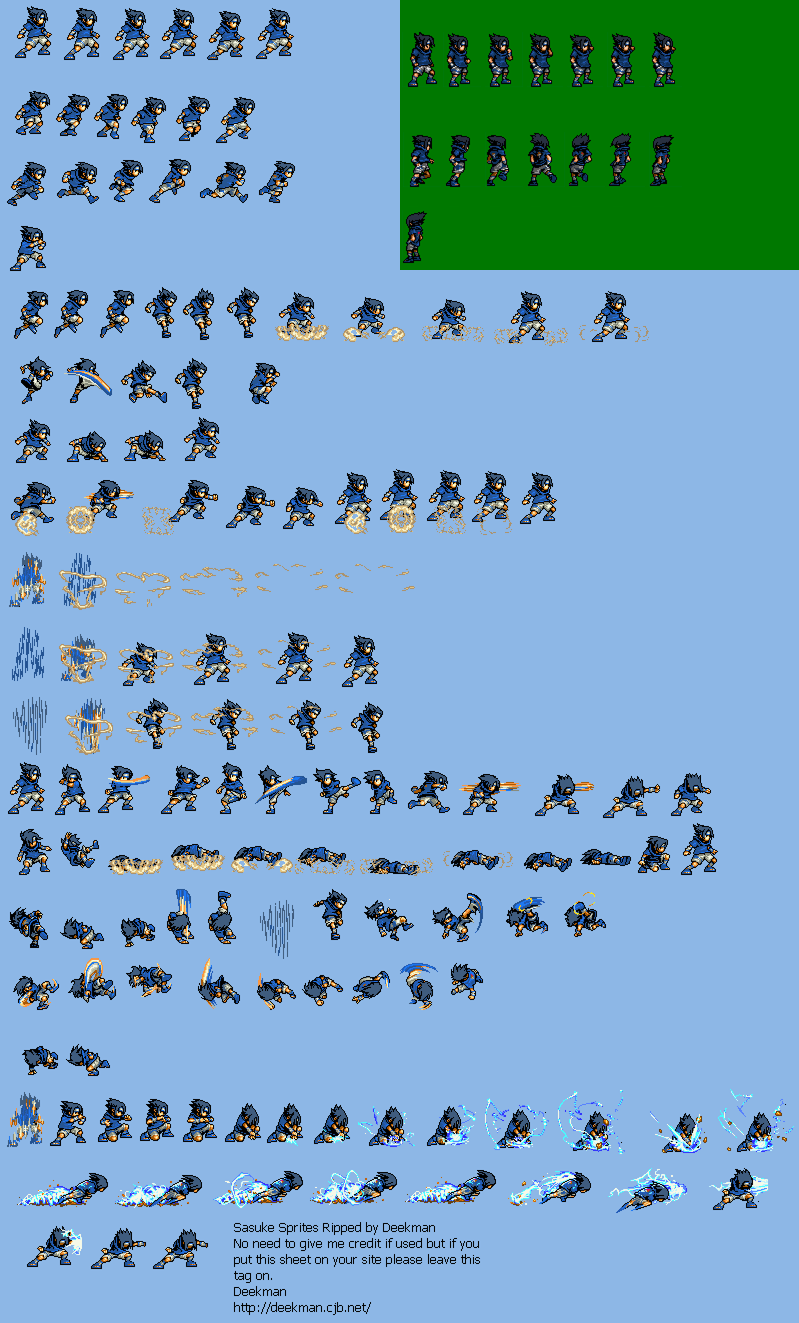 Sasuke Sprites Ripped by Deekman
No need to give me credit if used but if you
put this sheet on your site please leave this
tag on.
Deekman
http://deekman.cjb.net/